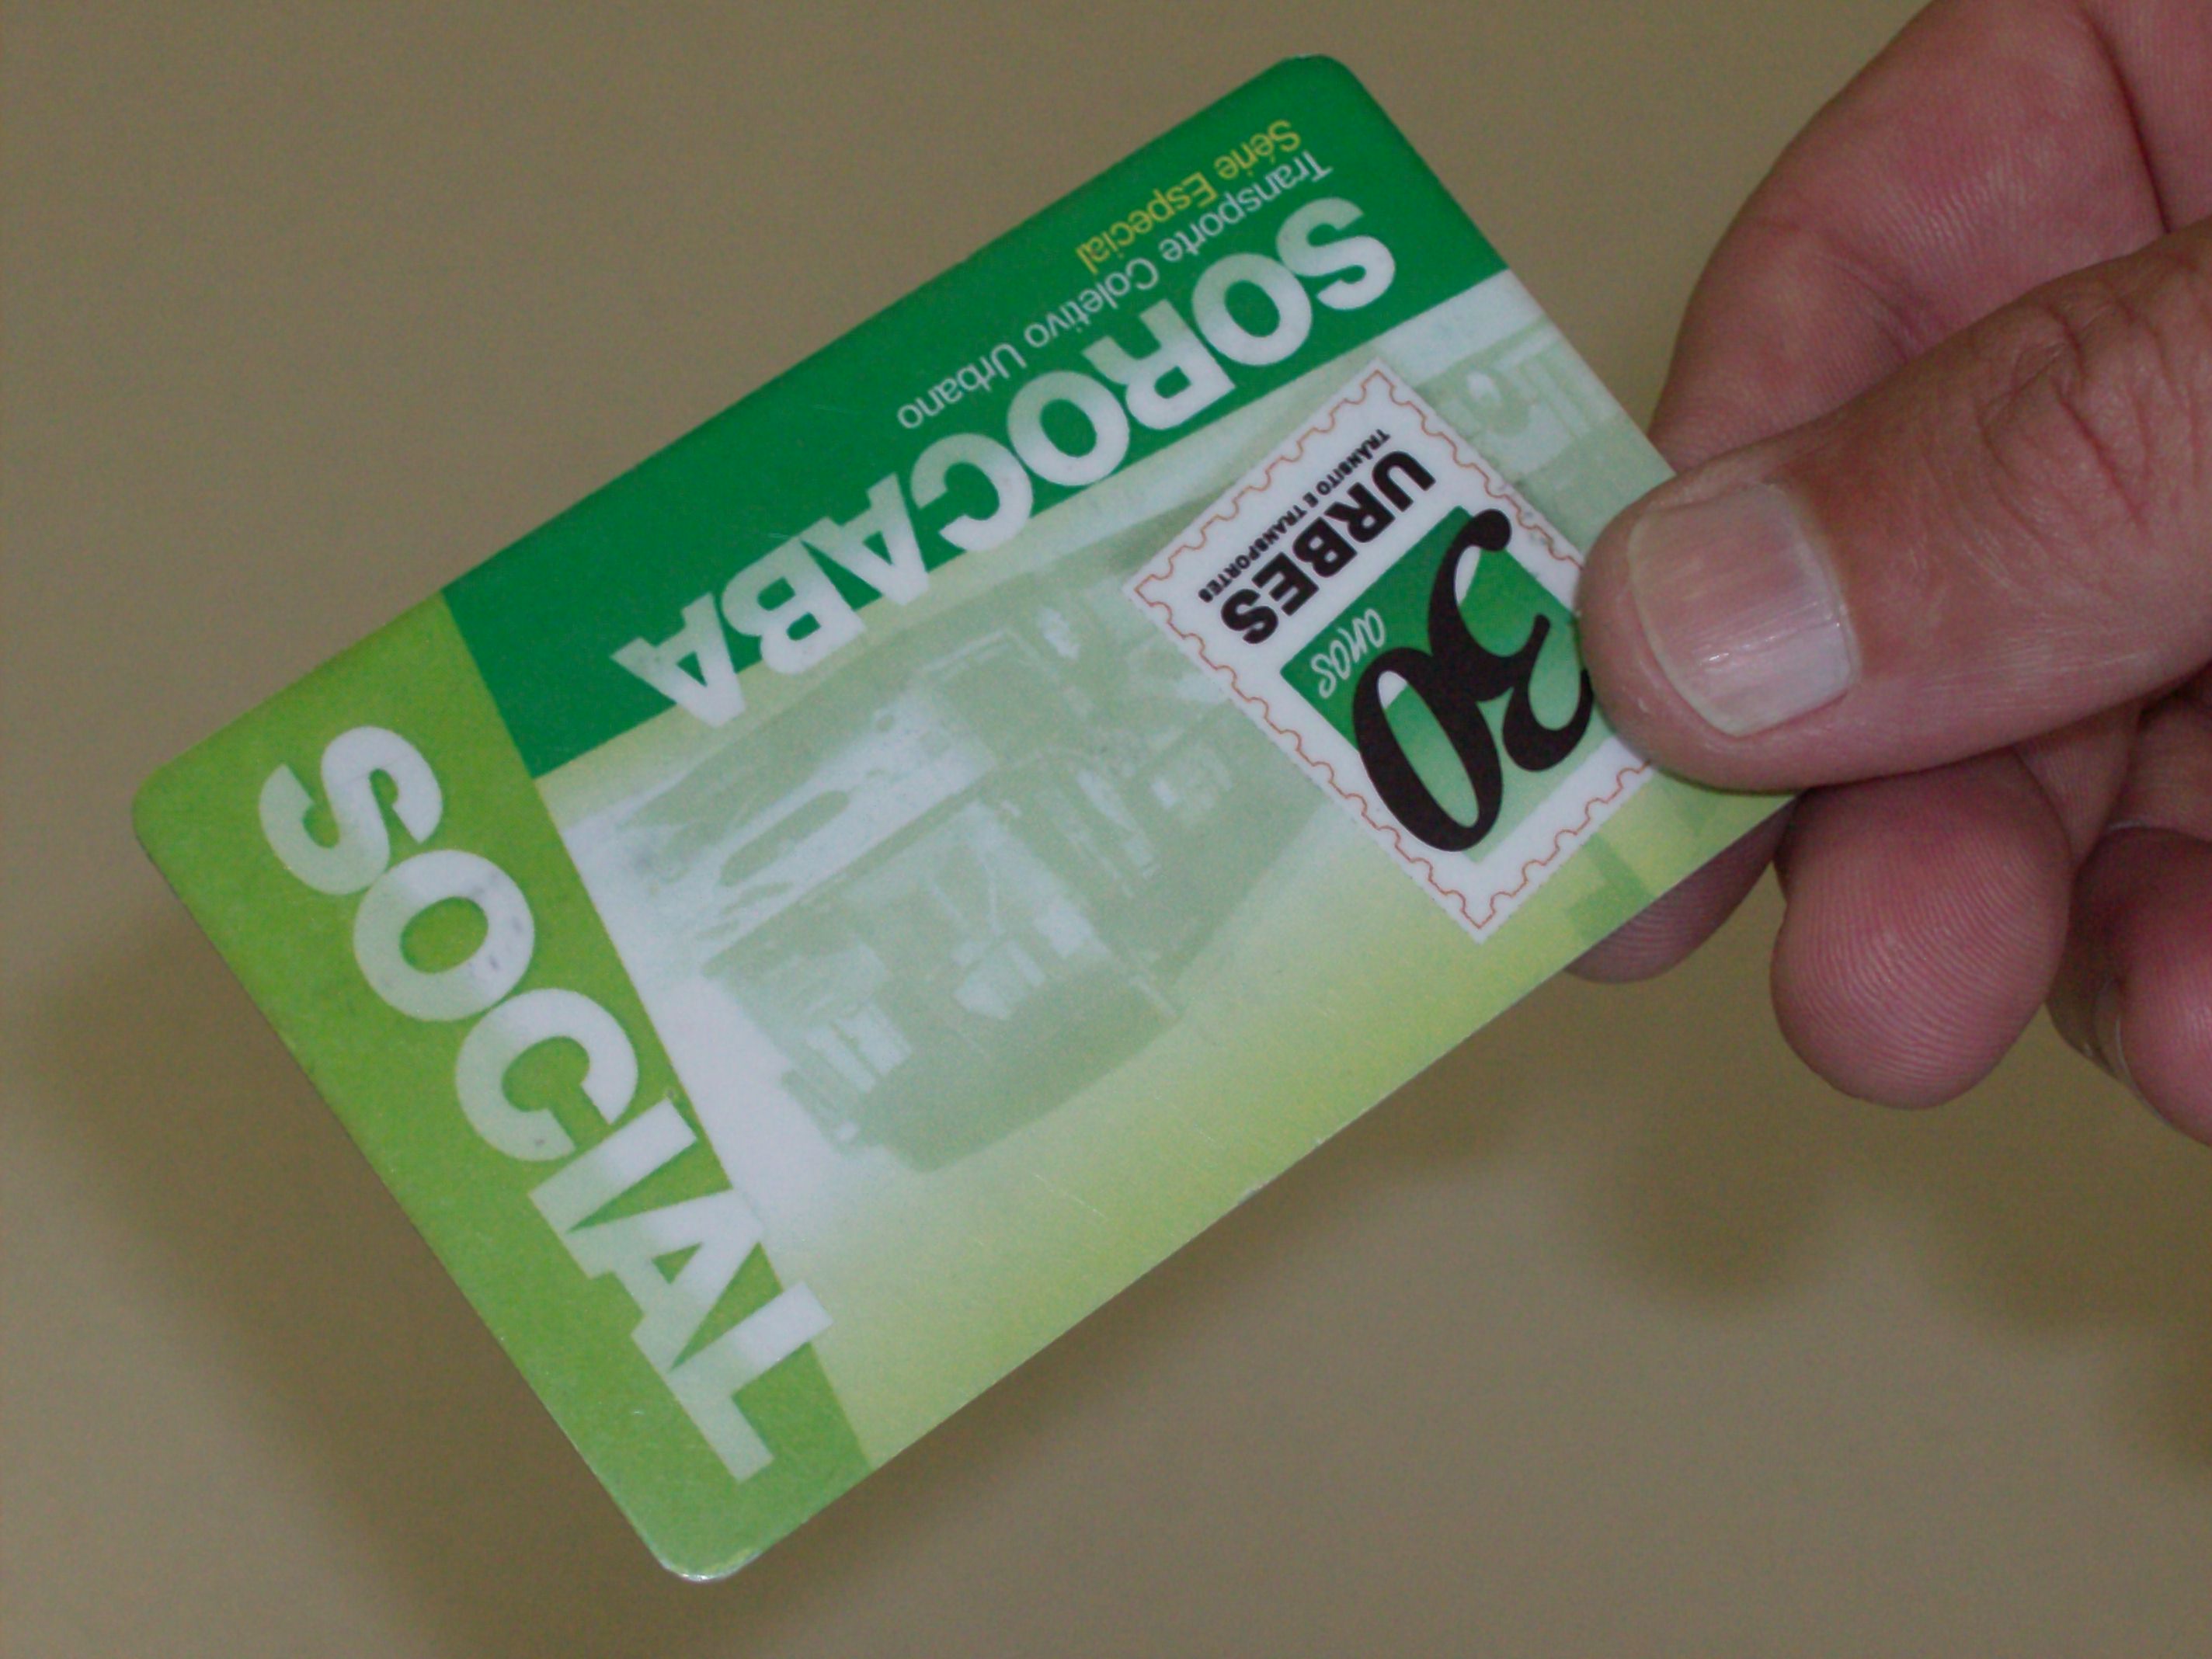 30
anos
URBES
TRÂNSITO E TRANSPORTES
SOROCABA
Transporte Coletivo Urbano
Série Especial
SOCIAL